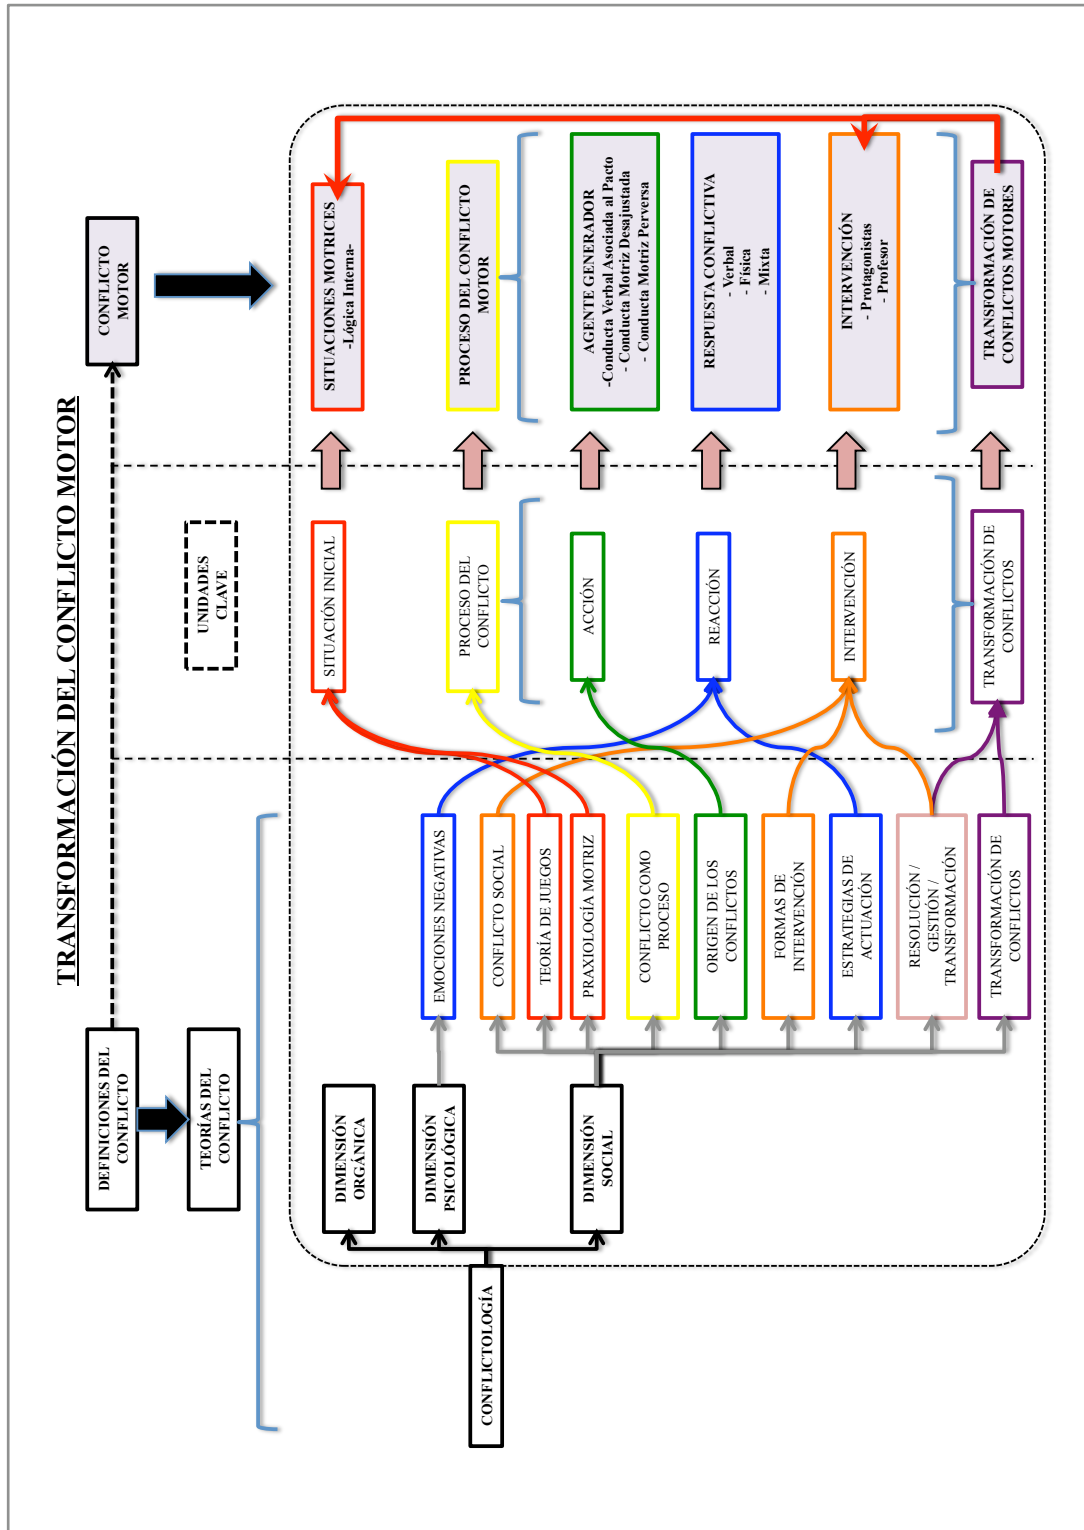 TRANSFORMACIÓN DEL CONFLICTO MOTOR
DEFINICIONES DEL
CONFLICTO
TEORÍAS DEL
CONFLICTO
UNIDADES
CLAVE
CONFLICTO
MOTOR
CONFLICTOLOGÍA
DIMENSIÓN
ORGÁNICA
DIMENSIÓN
PSICOLÓGICA
DIMENSIÓN
SOCIAL
EMOCIONES NEGATIVAS
CONFLICTO SOCIAL
TEORÍA DE JUEGOS
PRAXIOLOGÍA MOTRIZ
CONFLICTO COMO
PROCESO
ORIGEN DE LOS
CONFLICTOS
FORMAS DE
INTERVENCIÓN
ESTRATEGIAS DE
ACTUACIÓN
RESOLUCIÓN /
GESTIÓN /
TRANSFORMACIÓN
TRANSFORMACIÓN DE
CONFLICTOS
SITUACIÓN INICIAL
PROCESO DEL
CONFLICTO
ACCIÓN
REACCIÓN
INTERVENCIÓN
TRANSFORMACIÓN DE
CONFLICTOS
SITUACIONES MOTRICES
-Lógica Interna-
PROCESO DEL CONFLICTO
MOTOR
AGENTE GENERADOR
-Conducta Verbal Asociada al Pacto
- Conducta Motriz Desajustada
- Conducta Motriz Perversa
RESPUESTA CONFLICTIVA
- Verbal
- Física
- Mixta
INTERVENCIÓN
- Protagonistas
- Profesor
TRANSFORMACIÓN DE
CONFLICTOS MOTORES